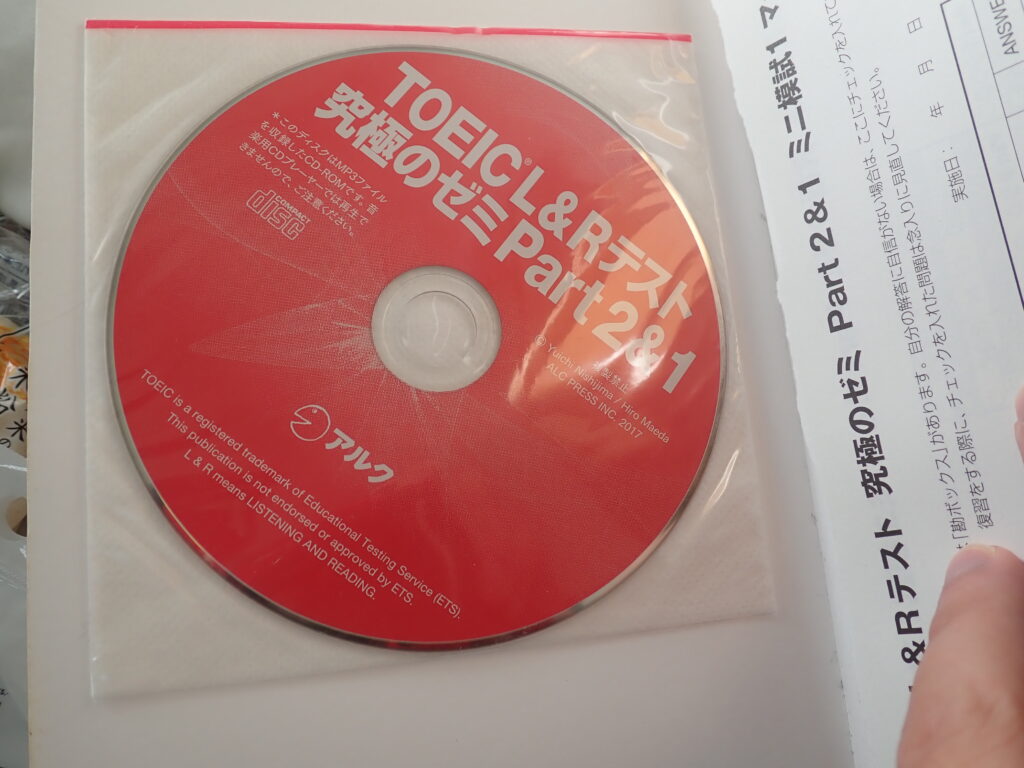 TOEIC® L&Rテスト
究極のゼミPart 2&1
*このディスクはMP3ファイル
を収録したCD-ROMです。音
楽用CDプレーヤーでは再生で
きませんので、ご注意ください。
COMPACT
disc
複製禁止
© Yuichi Nishijima / Hiro Maeda
ALC PRESS INC. 2017
アルク
TOEIC is a registered trademark of Educational Testing Service (ETS).
This publication is not endorsed or approved by ETS.
L & R means LISTENING AND READING.
&Rテスト 究極のゼミ Part 2&1 ミニ模試1 マ
「勘ボックス」があります。自分の解答に自信がない場合は、ここにチェックを入れて
復習をする際に、チェックを入れた問題は念入りに見直してください。
実施日: 年 月 日
ANSWE